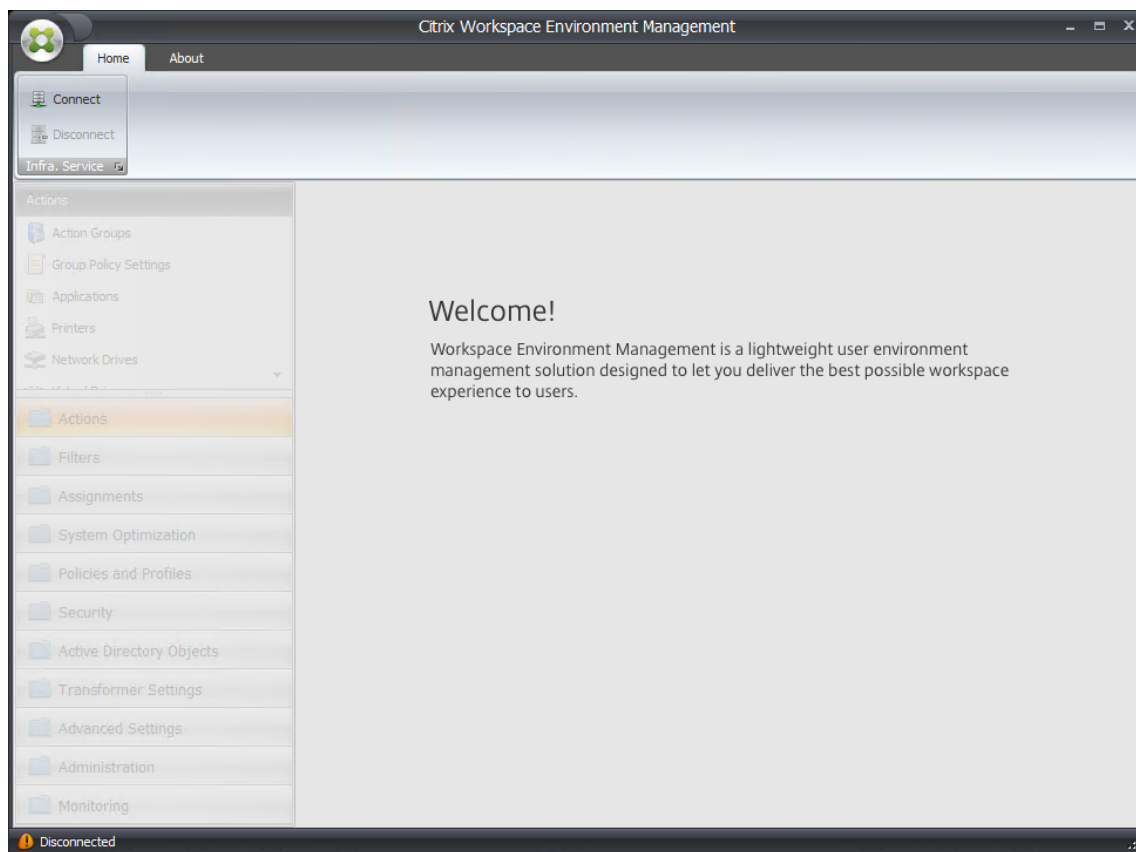 Citrix Workspace Environment Management
Home
About
Connect
Disconnect
Infra. Service
Actions
Action Groups
Group Policy Settings
Applications
Printers
Network Drives
Welcome!
Workspace Environment Management is a lightweight user environment
management solution designed to let you deliver the best possible workspace
experience to users.
Actions
Filters
Assignments
System Optimization
Policies and Profiles
Security
Active Directory Objects
Transformer Settings
Advanced Settings
Administration
Monitoring
Disconnected